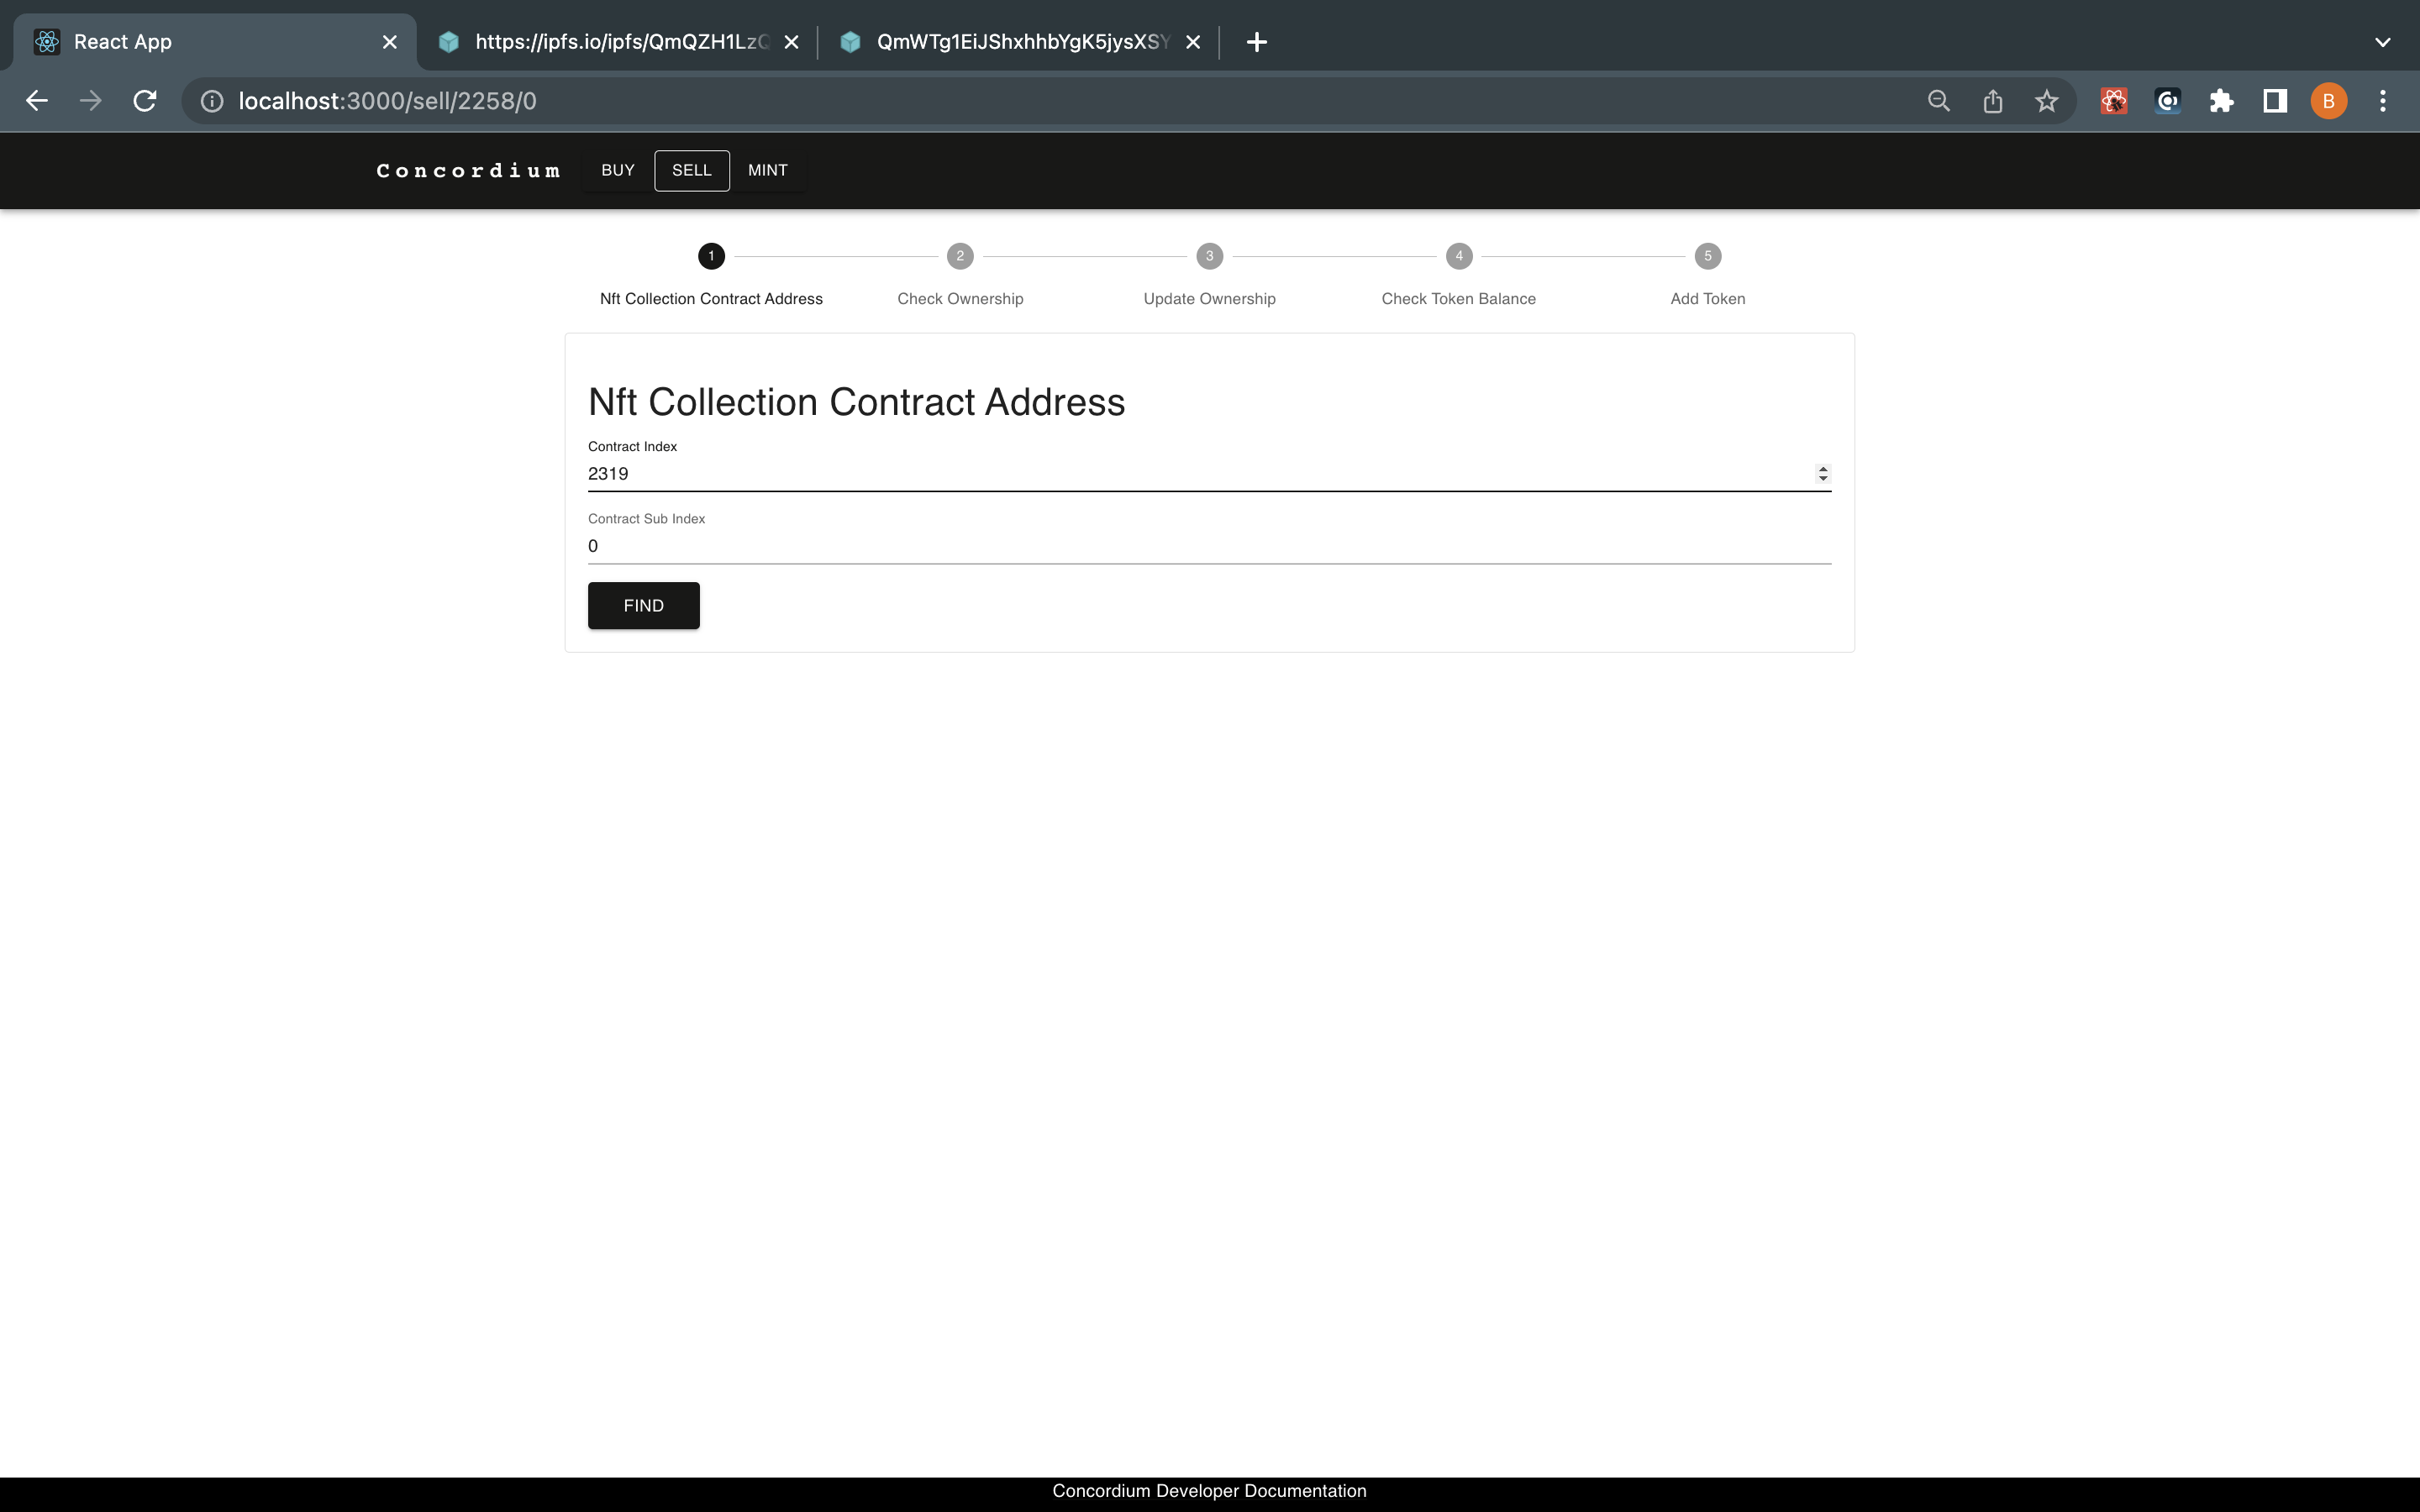 React App
https://ipfs.io/ipfs/QmQZH1LzQ
QmWTg1EiJShxhhbYgK5jysXSY
localhost:3000/sell/2258/0
B
Concordium BUY SELL MINT
1 2 3 4 5
Nft Collection Contract Address Check Ownership Update Ownership Check Token Balance Add Token
Nft Collection Contract Address
Contract Index
2319
Contract Sub Index
0
FIND
Concordium Developer Documentation